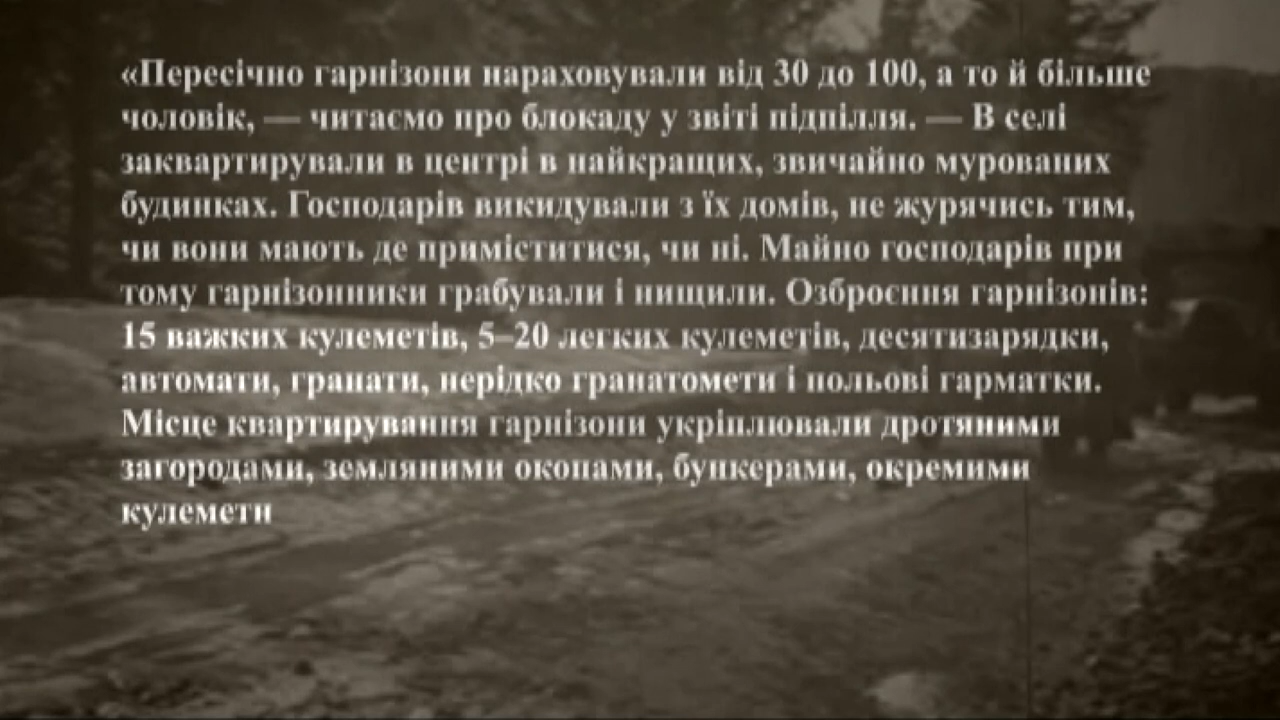 «Пересічно гарнізони нараховували від 30 до 100, а то й більше
чоловік, — читаємо про блокаду у звіті підпілля. — В селі
заквартирували в центрі в найкращих, звичайно мурованих
будинках. Господарів викидували з їх домів, не журячись тим,
чи вони мають де приміститися, чи ні. Майно господарів при
тому гарнізонники грабували і нищили. Озброєння гарнізонів:
15 важких кулеметів, 5–20 легких кулеметів, десятизарядки,
автомати, гранати, нерідко гранатомети і польові гарматки.
Місце квартирування гарнізони укріплювали дротяними
загородами, земляними окопами, бункерами, окремими
кулемети